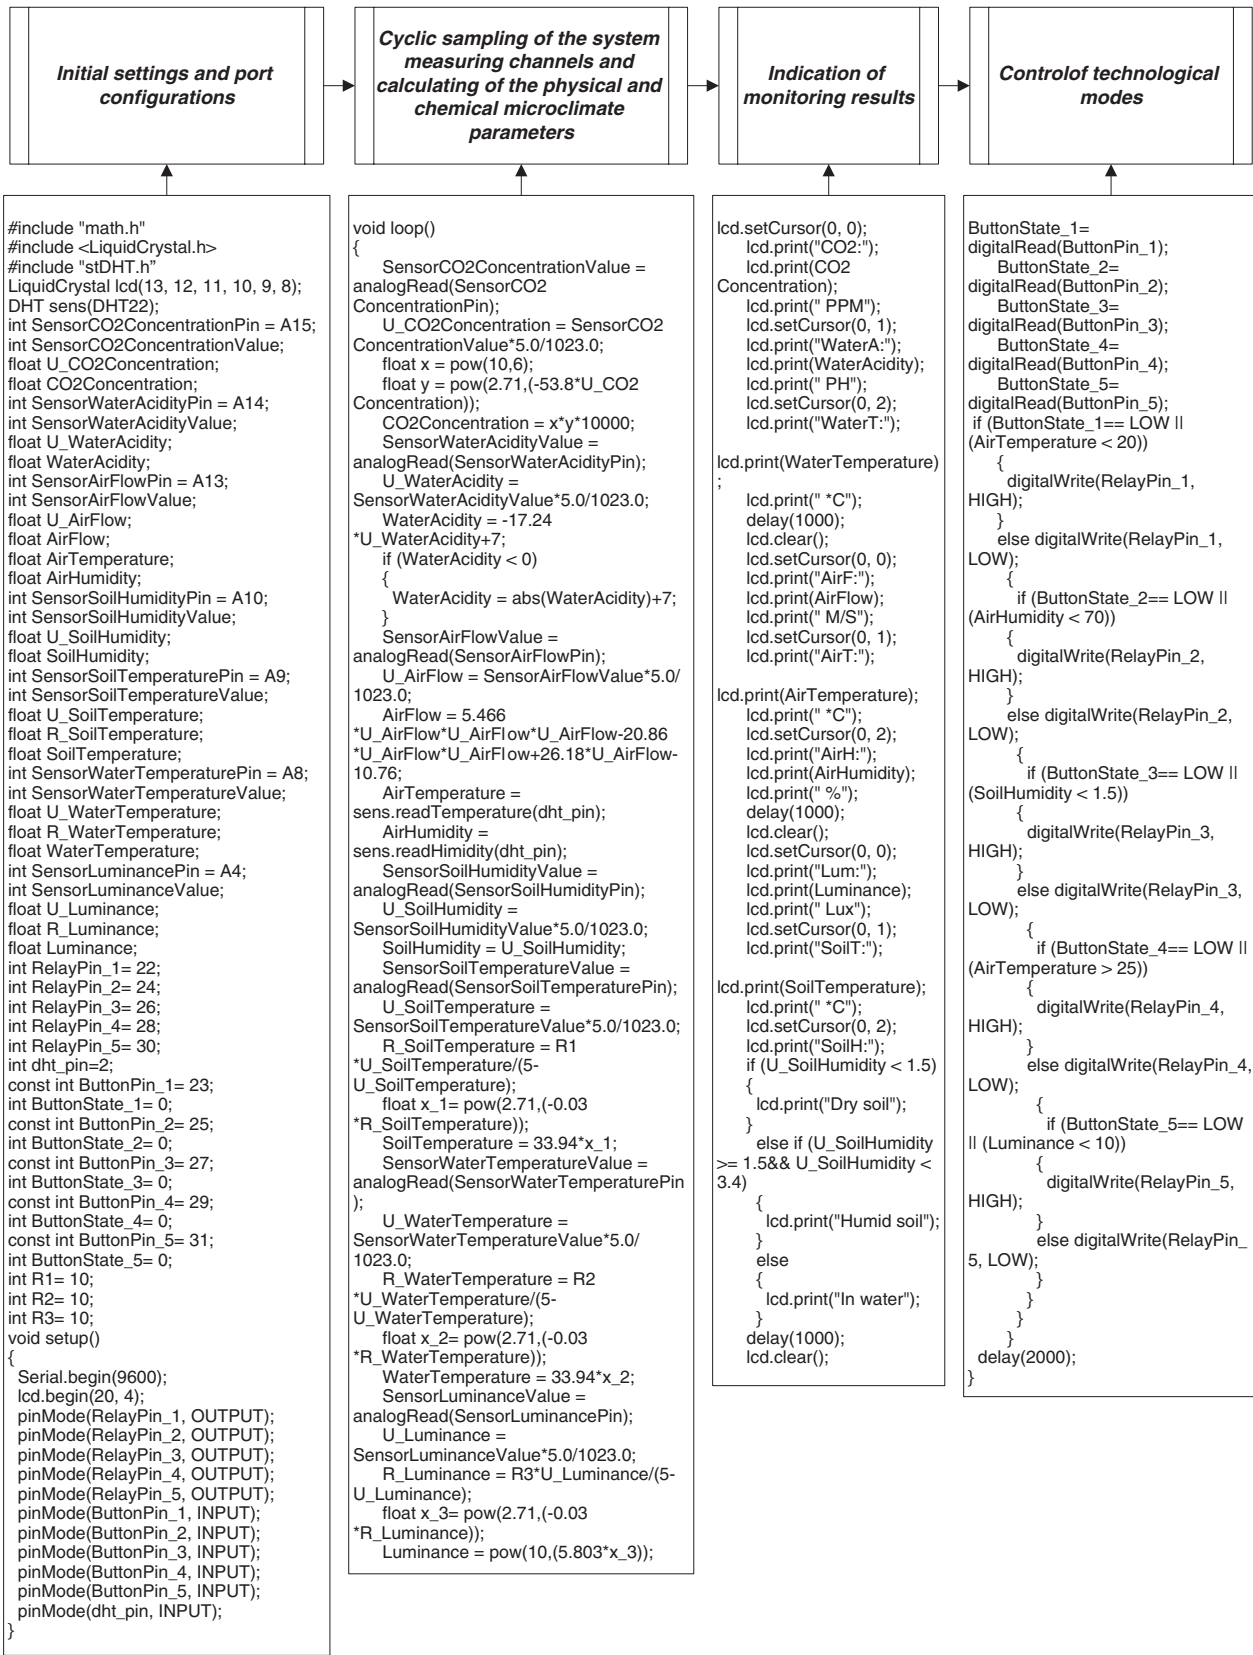 Initial settings and port
configurations
Cyclic sampling of the system
measuring channels and
calculating of the physical and
chemical microclimate
parameters
Indication of
monitoring results
Controlof technological
modes
#include "math.h"
#include <LiquidCrystal.h>
#include "stDHT.h”
LiquidCrystal lcd(13, 12, 11, 10, 9, 8);
DHT sens(DHT22);
int SensorCO2ConcentrationPin = A15;
int SensorCO2ConcentrationValue;
float U_CO2Concentration;
float CO2Concentration;
int SensorWaterAcidityPin = A14;
int SensorWaterAcidityValue;
float U_WaterAcidity;
float WaterAcidity;
int SensorAirFlowPin = A13;
int SensorAirFlowValue;
float U_AirFlow;
float AirFlow;
float AirTemperature;
float AirHumidity;
int SensorSoilHumidityPin = A10;
int SensorSoilHumidityValue;
float U_SoilHumidity;
float SoilHumidity;
int SensorSoilTemperaturePin = A9;
int SensorSoilTemperatureValue;
float U_SoilTemperature;
float R_SoilTemperature;
float SoilTemperature;
int SensorWaterTemperaturePin = A8;
int SensorWaterTemperatureValue;
float U_WaterTemperature;
float R_WaterTemperature;
float WaterTemperature;
int SensorLuminancePin = A4;
int SensorLuminanceValue;
float U_Luminance;
float R_Luminance;
float Luminance;
int RelayPin_1= 22;
int RelayPin_2= 24;
int RelayPin_3= 26;
int RelayPin_4= 28;
int RelayPin_5= 30;
int dht_pin=2;
const int ButtonPin_1= 23;
int ButtonState_1= 0;
const int ButtonPin_2= 25;
int ButtonState_2= 0;
const int ButtonPin_3= 27;
int ButtonState_3= 0;
const int ButtonPin_4= 29;
int ButtonState_4= 0;
const int ButtonPin_5= 31;
int ButtonState_5= 0;
int R1= 10;
int R2= 10;
int R3= 10;
void setup()
{
Serial.begin(9600);
lcd.begin(20, 4);
pinMode(RelayPin_1, OUTPUT);
pinMode(RelayPin_2, OUTPUT);
pinMode(RelayPin_3, OUTPUT);
pinMode(RelayPin_4, OUTPUT);
pinMode(RelayPin_5, OUTPUT);
pinMode(ButtonPin_1, INPUT);
pinMode(ButtonPin_2, INPUT);
pinMode(ButtonPin_3, INPUT);
pinMode(ButtonPin_4, INPUT);
pinMode(ButtonPin_5, INPUT);
pinMode(dht_pin, INPUT);
}
void loop()
{
SensorCO2ConcentrationValue =
analogRead(SensorCO2
ConcentrationPin);
U_CO2Concentration = SensorCO2
ConcentrationValue*5.0/1023.0;
float x = pow(10,6);
float y = pow(2.71,(-53.8*U_CO2
Concentration));
CO2Concentration = x*y*10000;
SensorWaterAcidityValue =
analogRead(SensorWaterAcidityPin);
U_WaterAcidity =
SensorWaterAcidityValue*5.0/1023.0;
WaterAcidity = -17.24
*U_WaterAcidity+7;
if (WaterAcidity < 0)
{
WaterAcidity = abs(WaterAcidity)+7;
}
SensorAirFlowValue =
analogRead(SensorAirFlowPin);
U_AirFlow = SensorAirFlowValue*5.0/
1023.0;
AirFlow = 5.466
*U_AirFlow*U_AirFlow*U_AirFlow-20.86
*U_AirFlow*U_AirFlow+26.18*U_AirFlow-
10.76;
AirTemperature =
sens.readTemperature(dht_pin);
AirHumidity =
sens.readHimidity(dht_pin);
SensorSoilHumidityValue =
analogRead(SensorSoilHumidityPin);
U_SoilHumidity =
SensorSoilHumidityValue*5.0/1023.0;
SoilHumidity = U_SoilHumidity;
SensorSoilTemperatureValue =
analogRead(SensorSoilTemperaturePin);
U_SoilTemperature =
SensorSoilTemperatureValue*5.0/1023.0;
R_SoilTemperature = R1
*U_SoilTemperature/(5-
U_SoilTemperature);
float x_1= pow(2.71,(-0.03
*R_SoilTemperature));
SoilTemperature = 33.94*x_1;
SensorWaterTemperatureValue =
analogRead(SensorWaterTemperaturePin
);
U_WaterTemperature =
SensorWaterTemperatureValue*5.0/
1023.0;
R_WaterTemperature = R2
*U_WaterTemperature/(5-
U_WaterTemperature);
float x_2= pow(2.71,(-0.03
*R_WaterTemperature));
WaterTemperature = 33.94*x_2;
SensorLuminanceValue =
analogRead(SensorLuminancePin);
U_Luminance =
SensorLuminanceValue*5.0/1023.0;
R_Luminance = R3*U_Luminance/(5-
U_Luminance);
float x_3= pow(2.71,(-0.03
*R_Luminance));
Luminance = pow(10,(5.803*x_3));
lcd.setCursor(0, 0);
lcd.print("CO2:");
lcd.print(CO2
Concentration);
lcd.print(" PPM");
lcd.setCursor(0, 1);
lcd.print("WaterA:");
lcd.print(WaterAcidity);
lcd.print(" PH");
lcd.setCursor(0, 2);
lcd.print("WaterT:");
lcd.print(WaterTemperature)
;
lcd.print(" *C");
delay(1000);
lcd.clear();
lcd.setCursor(0, 0);
lcd.print("AirF:");
lcd.print(AirFlow);
lcd.print(" M/S");
lcd.setCursor(0, 1);
lcd.print("AirT:");
lcd.print(AirTemperature);
lcd.print(" *C");
lcd.setCursor(0, 2);
lcd.print("AirH:");
lcd.print(AirHumidity);
lcd.print(" %");
delay(1000);
lcd.clear();
lcd.setCursor(0, 0);
lcd.print("Lum:");
lcd.print(Luminance);
lcd.print(" Lux");
lcd.setCursor(0, 1);
lcd.print("SoilT:");
lcd.print(SoilTemperature);
lcd.print(" *C");
lcd.setCursor(0, 2);
lcd.print("SoilH:");
if (U_SoilHumidity < 1.5)
{
lcd.print("Dry soil");
}
else if (U_SoilHumidity
>= 1.5&& U_SoilHumidity <
3.4)
{
lcd.print("Humid soil");
}
else
{
lcd.print("In water");
}
delay(1000);
lcd.clear();
ButtonState_1=
digitalRead(ButtonPin_1);
ButtonState_2=
digitalRead(ButtonPin_2);
ButtonState_3=
digitalRead(ButtonPin_3);
ButtonState_4=
digitalRead(ButtonPin_4);
ButtonState_5=
digitalRead(ButtonPin_5);
if (ButtonState_1== LOW ||
(AirTemperature < 20))
{
digitalWrite(RelayPin_1,
HIGH);
}
else digitalWrite(RelayPin_1,
LOW);
{
if (ButtonState_2== LOW ||
(AirHumidity < 70))
{
digitalWrite(RelayPin_2,
HIGH);
}
else digitalWrite(RelayPin_2,
LOW);
{
if (ButtonState_3== LOW ||
(SoilHumidity < 1.5))
{
digitalWrite(RelayPin_3,
HIGH);
}
else digitalWrite(RelayPin_3,
LOW);
{
if (ButtonState_4== LOW ||
(AirTemperature > 25))
{
digitalWrite(RelayPin_4,
HIGH);
}
else digitalWrite(RelayPin_4,
LOW);
{
if (ButtonState_5== LOW
|| (Luminance < 10))
{
digitalWrite(RelayPin_5,
HIGH);
}
else digitalWrite(RelayPin_
5, LOW);
}
}
}
}
delay(2000);
}